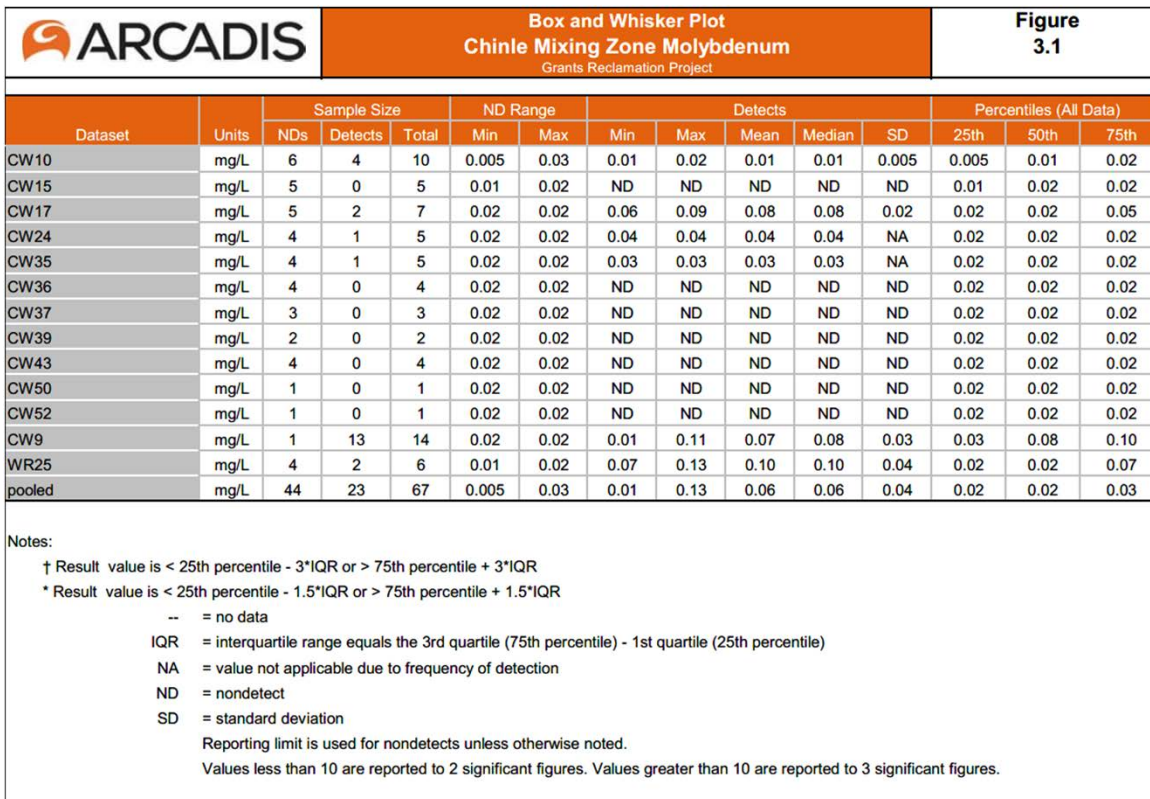 ARCADIS
Box and Whisker Plot
Chinle Mixing Zone Molybdenum
Grants Reclamation Project
Figure
3.1
Sample Size ND Range Detects Percentiles (All Data)
Dataset Units NDs Detects Total Min Max Min Max Mean Median SD 25th 50th 75th
CW10 mg/L 6 4 10 0.005 0.03 0.01 0.02 0.01 0.01 0.005 0.005 0.01 0.02
CW15 mg/L 5 0 5 0.01 0.02 ND ND ND ND ND 0.01 0.02 0.02
CW17 mg/L 5 2 7 0.02 0.02 0.06 0.09 0.08 0.08 0.02 0.02 0.02 0.05
CW24 mg/L 4 1 5 0.02 0.02 0.04 0.04 0.04 0.04 NA 0.02 0.02 0.02
CW35 mg/L 4 1 5 0.02 0.02 0.03 0.03 0.03 0.03 NA 0.02 0.02 0.02
CW36 mg/L 4 0 4 0.02 0.02 ND ND ND ND ND 0.02 0.02 0.02
CW37 mg/L 3 0 3 0.02 0.02 ND ND ND ND ND 0.02 0.02 0.02
CW39 mg/L 2 0 2 0.02 0.02 ND ND ND ND ND 0.02 0.02 0.02
CW43 mg/L 4 0 4 0.02 0.02 ND ND ND ND ND 0.02 0.02 0.02
CW50 mg/L 1 0 1 0.02 0.02 ND ND ND ND ND 0.02 0.02 0.02
CW52 mg/L 1 0 1 0.02 0.02 ND ND ND ND ND 0.02 0.02 0.02
CW9 mg/L 1 13 14 0.02 0.02 0.01 0.11 0.07 0.08 0.03 0.03 0.08 0.10
WR25 mg/L 4 2 6 0.01 0.02 0.07 0.13 0.10 0.10 0.04 0.02 0.02 0.07
pooled mg/L 44 23 67 0.005 0.03 0.01 0.13 0.06 0.06 0.04 0.02 0.02 0.03
Notes:
† Result value is < 25th percentile - 3*IQR or > 75th percentile + 3*IQR
* Result value is < 25th percentile - 1.5*IQR or > 75th percentile + 1.5*IQR
-- = no data
IQR = interquartile range equals the 3rd quartile (75th percentile) - 1st quartile (25th percentile)
NA = value not applicable due to frequency of detection
ND = nondetect
SD = standard deviation
Reporting limit is used for nondetects unless otherwise noted.
Values less than 10 are reported to 2 significant figures. Values greater than 10 are reported to 3 significant figures.